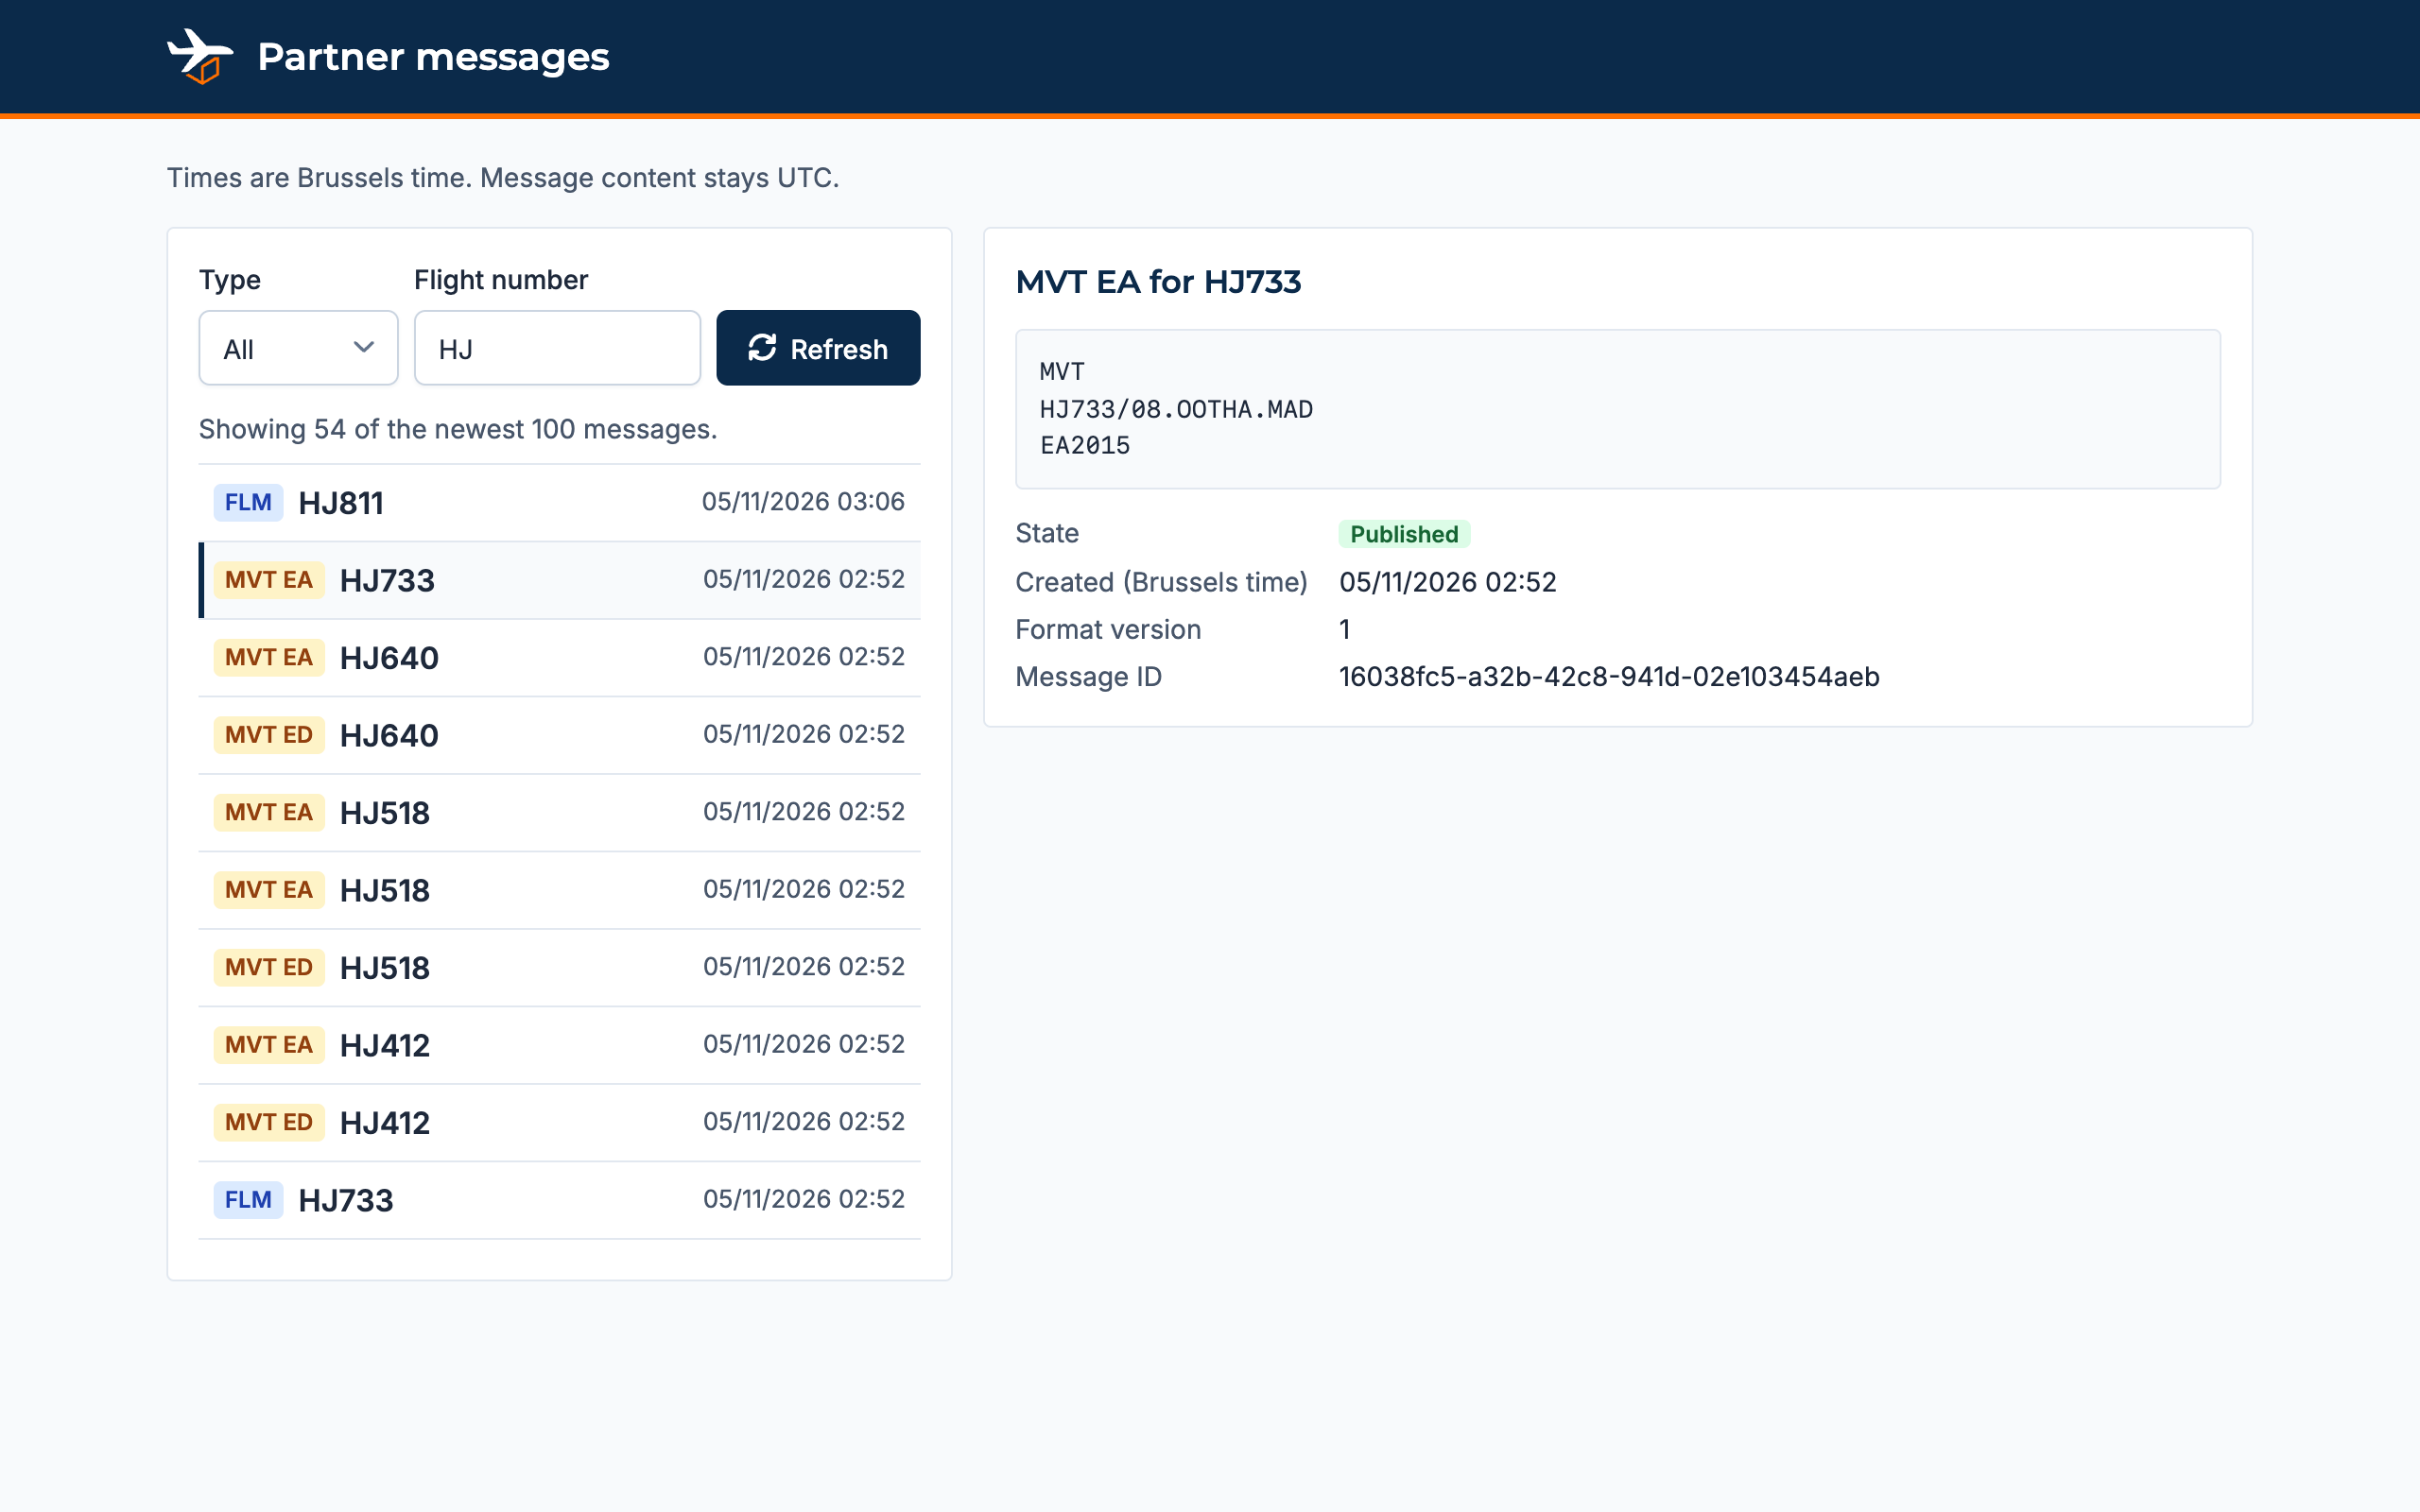 Partner messages
Times are Brussels time. Message content stays UTC.
Type
Flight number
All
HJ
Refresh
Showing 54 of the newest 100 messages.
FLM HJ811 05/11/2026 03:06
MVT EA HJ733 05/11/2026 02:52
MVT EA HJ640 05/11/2026 02:52
MVT ED HJ640 05/11/2026 02:52
MVT EA HJ518 05/11/2026 02:52
MVT EA HJ518 05/11/2026 02:52
MVT ED HJ518 05/11/2026 02:52
MVT EA HJ412 05/11/2026 02:52
MVT ED HJ412 05/11/2026 02:52
FLM HJ733 05/11/2026 02:52
MVT EA for HJ733
MVT
HJ733/08.OOTHA.MAD
EA2015
State Published
Created (Brussels time) 05/11/2026 02:52
Format version 1
Message ID 16038fc5-a32b-42c8-941d-02e103454aeb